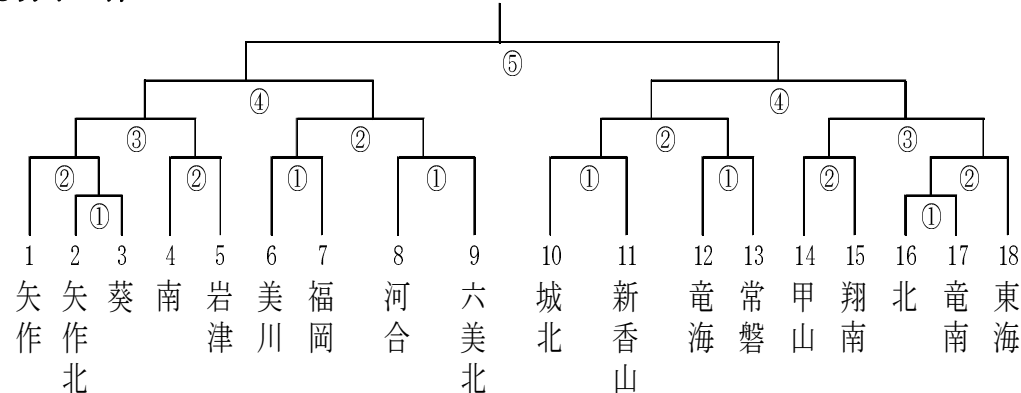 ⑤
④ ④
③ ② ② ③
② ② ① ① ① ① ② ②
① ①
1 2 3 4 5 6 7 8 9 10 11 12 13 14 15 16 17 18
矢作
矢作北
葵
南
岩津
美川
福岡
河合
六美北
城北
新香山
竜海
常磐
甲山
翔南
北
竜南
東海